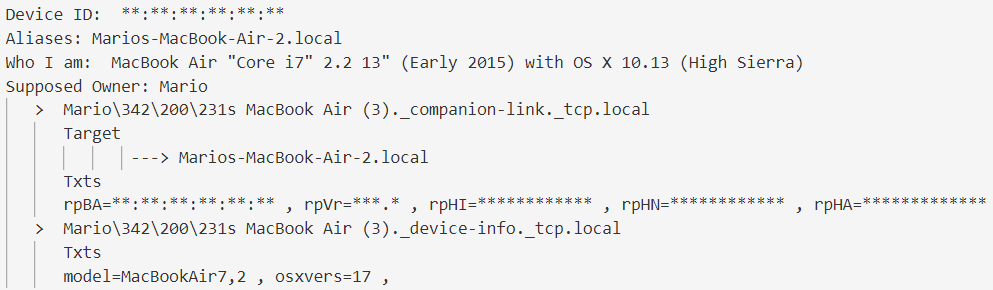 Device ID:  **:**:**:**:**:**
Aliases: Marios-MacBook-Air-2.local
Who I am:  MacBook Air "Core i7" 2.2 13" (Early 2015) with OS X 10.13 (High Sierra)
Supposed Owner: Mario
>  Mario\342\200\231s MacBook Air (3)._companion-link._tcp.local
Target
---> Marios-MacBook-Air-2.local
Txts
rpBA=**:**:**:**:**:** , rpVr=***.* , rpHI=************ , rpHN=************ , rpHA=*************
>  Mario\342\200\231s MacBook Air (3)._device-info._tcp.local
Txts
model=MacBookAir7,2 , osxvers=17 ,